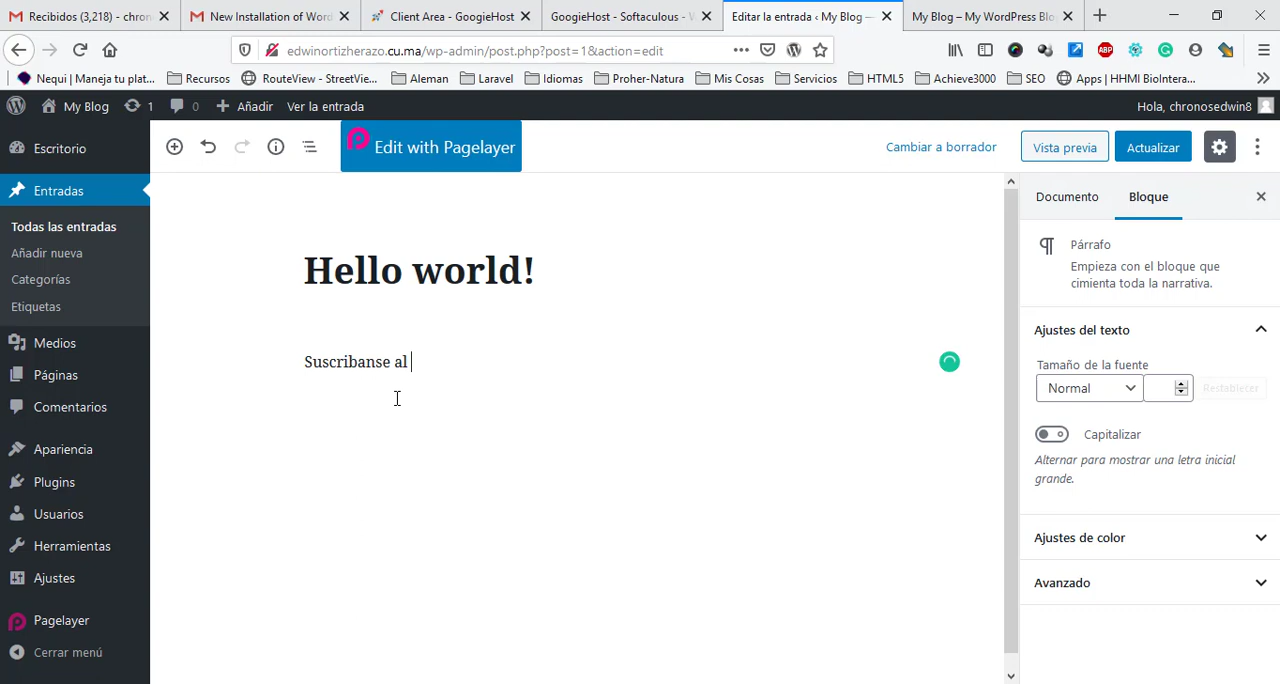 Recibidos (3,218) - chron
New Installation of Word
Client Area - GoogieHost
GoogieHost - Softaculous - W
Editar la entrada ‹ My Blog —
My Blog – My WordPress Blo
edwinortizherazo.cu.ma/wp-admin/post.php?post=1&action=edit
ABP
Nequi | Maneja tu plat...
Recursos
RouteView - StreetVie...
Aleman
Laravel
Idiomas
Proher-Natura
Mis Cosas
Servicios
HTML5
Achieve3000
SEO
Apps | HHMI BioIntera...
My Blog
1
0
Añadir
Ver la entrada
Hola, chronosedwin8
Escritorio
Entradas
Todas las entradas
Añadir nueva
Categorías
Etiquetas
Medios
Páginas
Comentarios
Apariencia
Plugins
Usuarios
Herramientas
Ajustes
Pagelayer
Cerrar menú
Edit with Pagelayer
Cambiar a borrador
Vista previa
Actualizar
Hello world!
Suscribanse al
Documento
Bloque
Párrafo
Empieza con el bloque que
cimienta toda la narrativa.
Ajustes del texto
Tamaño de la fuente
Normal
Restablecer
Capitalizar
Alternar para mostrar una letra inicial
grande.
Ajustes de color
Avanzado